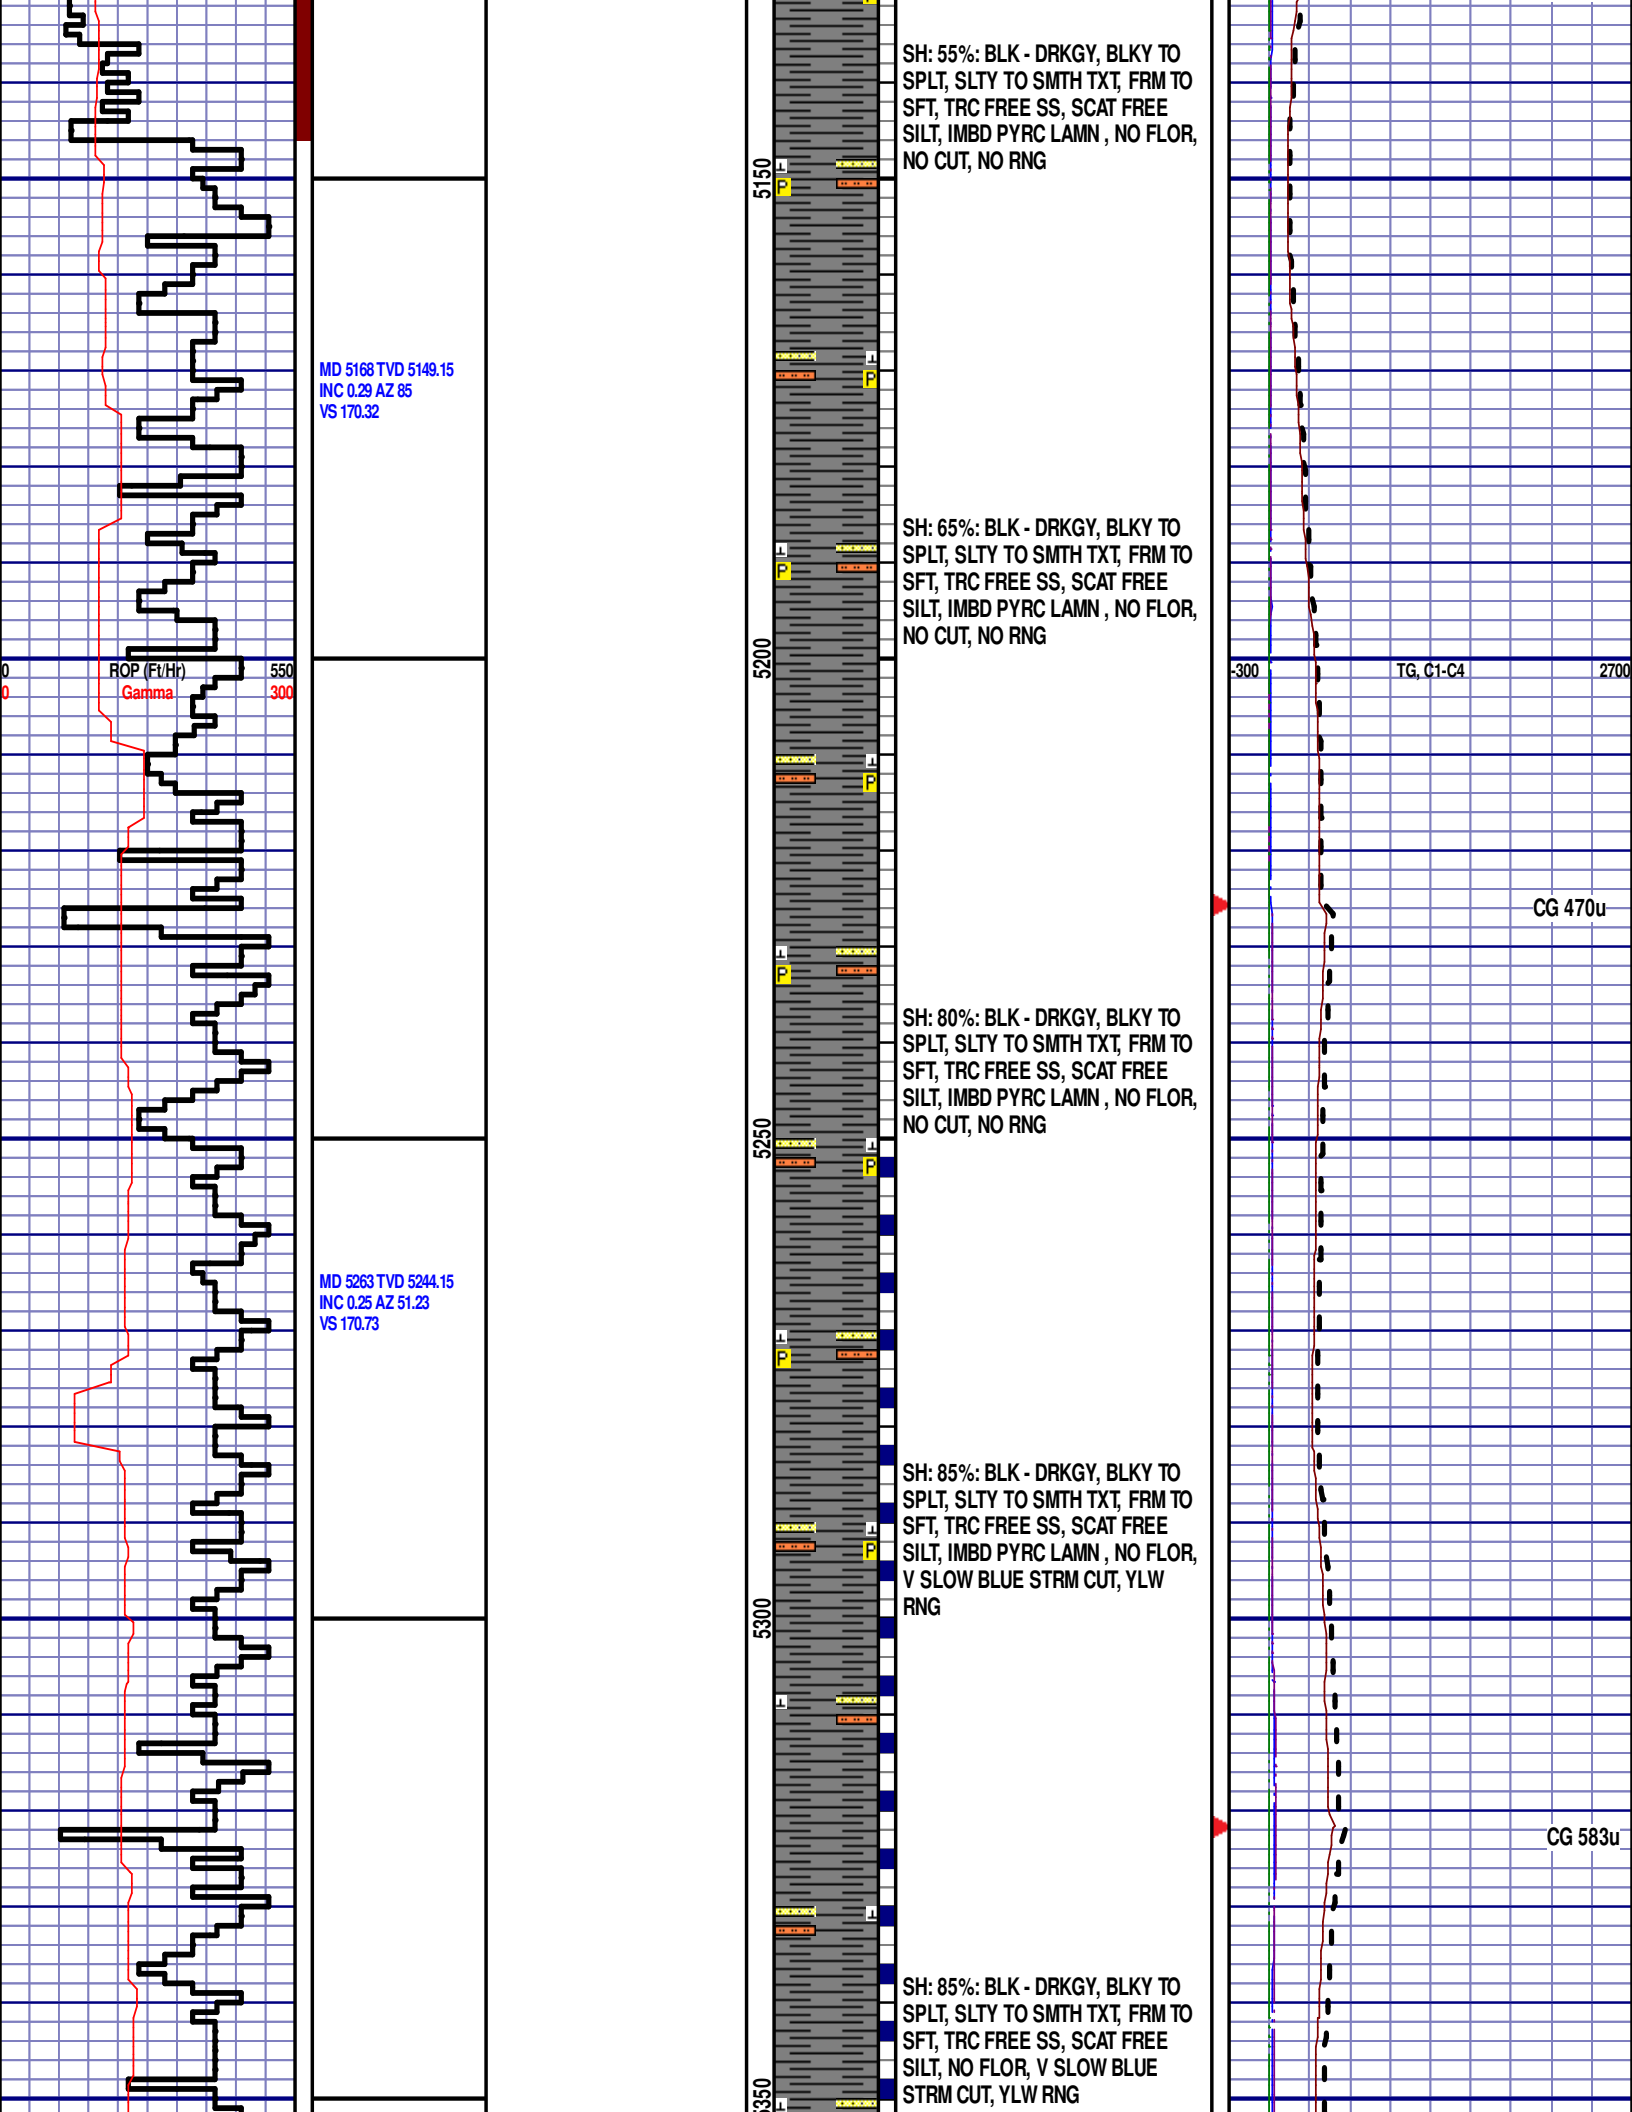 SH: 55%: BLK - DRKGY, BLKY TO
SPLT, SLTY TO SMTH TXT, FRM TO
SFT, TRC FREE SS, SCAT FREE
SILT, IMBD PYRC LAMN , NO FLOR,
NO CUT, NO RNG
5150
P
MD 5168 TVD 5149.15
INC 0.29 AZ 85
VS 170.32
P
SH: 65%: BLK - DRKGY, BLKY TO
SPLT, SLTY TO SMTH TXT, FRM TO
SFT, TRC FREE SS, SCAT FREE
SILT, IMBD PYRC LAMN , NO FLOR,
NO CUT, NO RNG
P
5200
0 ROP (Ft/Hr) 550
0 Gamma 300
-300 TG, C1-C4 2700
P
CG 470u
P
SH: 80%: BLK - DRKGY, BLKY TO
SPLT, SLTY TO SMTH TXT, FRM TO
SFT, TRC FREE SS, SCAT FREE
SILT, IMBD PYRC LAMN , NO FLOR,
NO CUT, NO RNG
5250
P
MD 5263 TVD 5244.15
INC 0.25 AZ 51.23
VS 170.73
P
SH: 85%: BLK - DRKGY, BLKY TO
SPLT, SLTY TO SMTH TXT, FRM TO
SFT, TRC FREE SS, SCAT FREE
SILT, IMBD PYRC LAMN , NO FLOR,
V SLOW BLUE STRM CUT, YLW
RNG
P
5300
CG 583u
SH: 85%: BLK - DRKGY, BLKY TO
SPLT, SLTY TO SMTH TXT, FRM TO
SFT, TRC FREE SS, SCAT FREE
SILT, NO FLOR, V SLOW BLUE
STRM CUT, YLW RNG